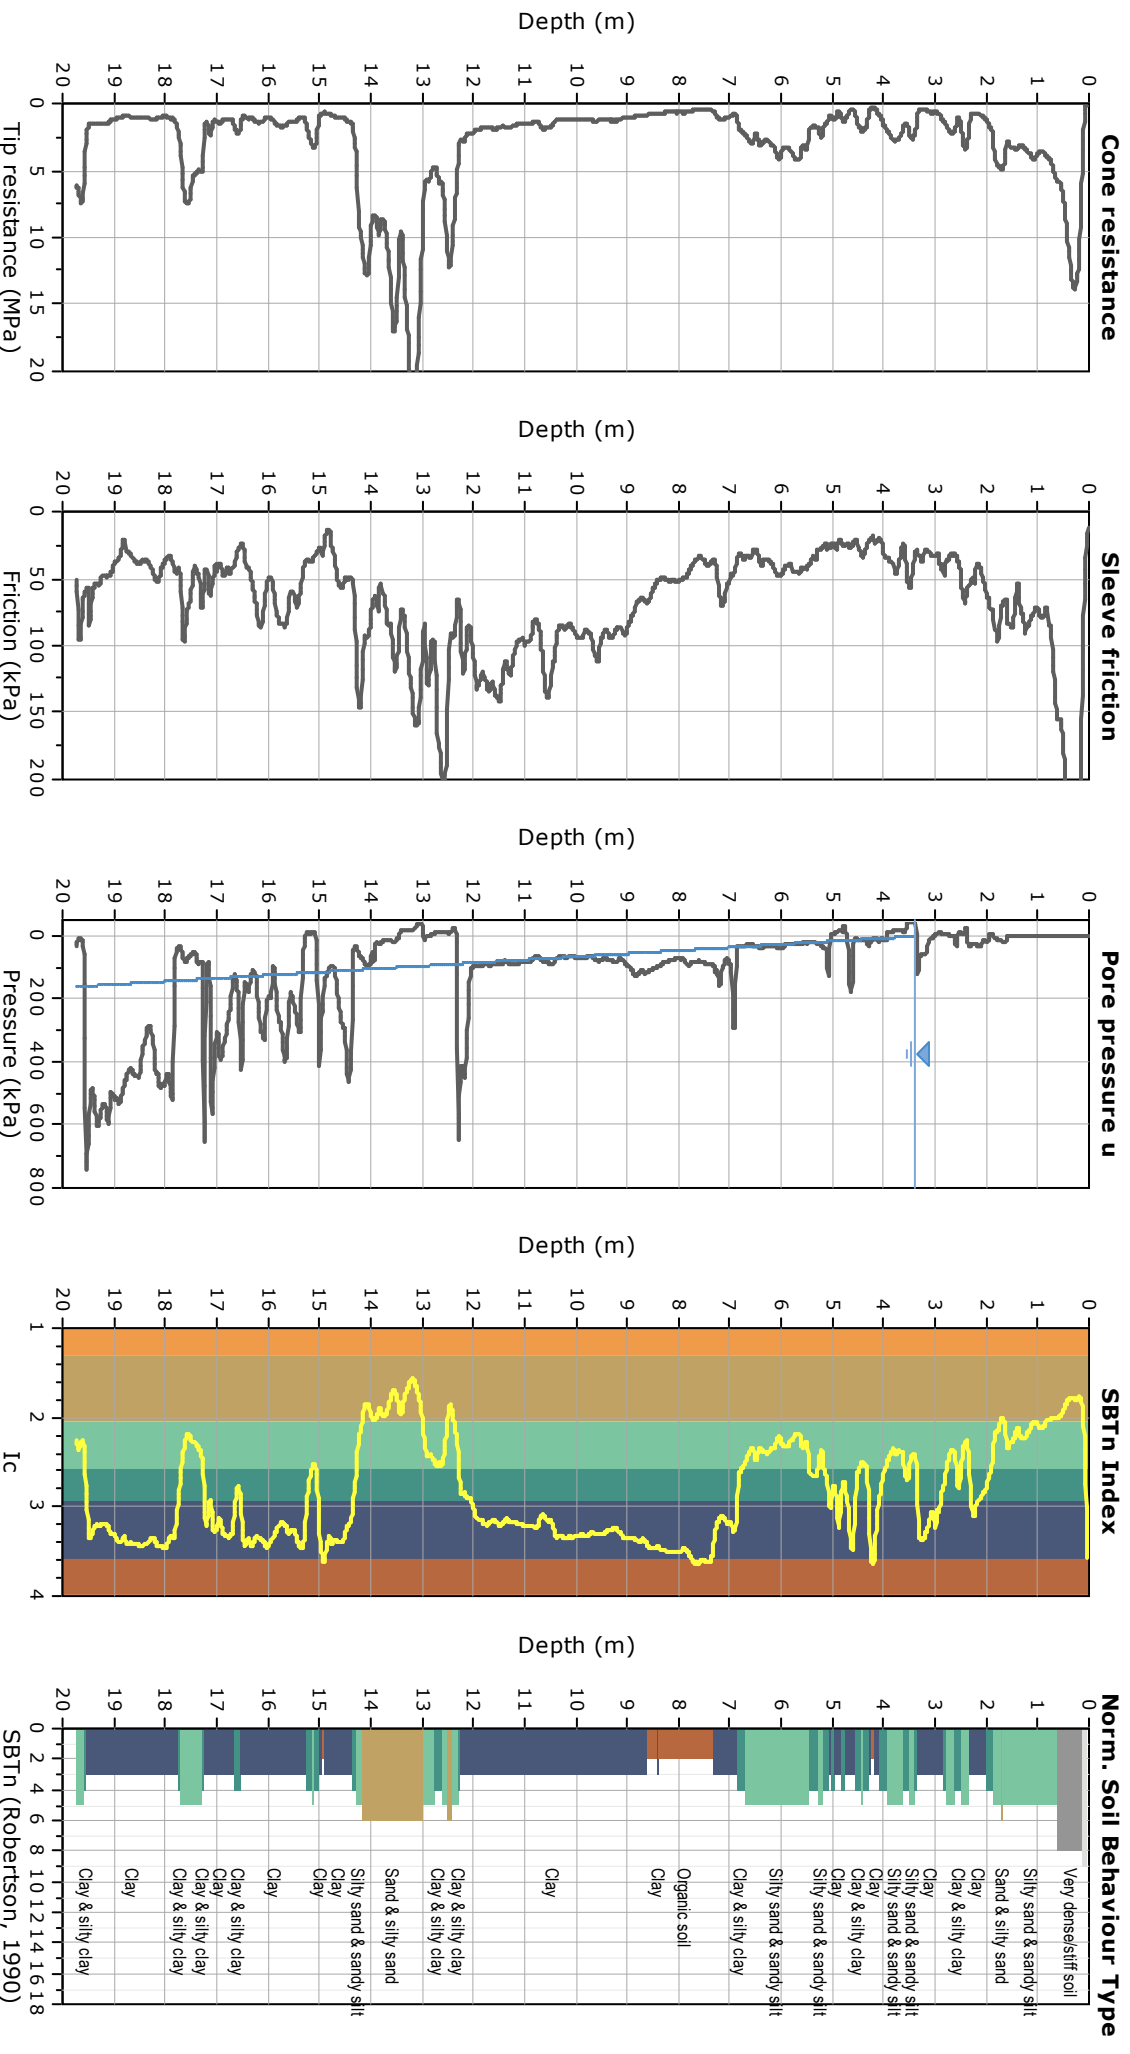 Cone resistance
Depth (m)
0
1
2
3
4
5
6
7
8
9
10
11
12
13
14
15
16
17
18
19
20
0 5 10 15 20
Tip resistance (MPa)
Sleeve friction
Depth (m)
0
1
2
3
4
5
6
7
8
9
10
11
12
13
14
15
16
17
18
19
20
0 50 100 150 200
Friction (kPa)
Pore pressure u
Depth (m)
0
1
2
3
4
5
6
7
8
9
10
11
12
13
14
15
16
17
18
19
20
0 200 400 600 800
Pressure (kPa)
SBTn Index
Depth (m)
0
1
2
3
4
5
6
7
8
9
10
11
12
13
14
15
16
17
18
19
20
1 2 3 4
Ic
Norm. Soil Behaviour Type
Depth (m)
0
1
2
3
4
5
6
7
8
9
10
11
12
13
14
15
16
17
18
19
20
Very dense/stiff soil
Silty sand & sandy silt
Sand & silty sand
Clay
Clay & silty clay
Clay
Silty sand & sandy silt
Silty sand & sandy silt
Clay
Clay & silty clay
Clay
Silty sand & sandy silt
Silty sand & sandy silt
Clay & silty clay
Organic soil
Clay
Clay
Clay & silty clay
Clay & silty clay
Sand & silty sand
Silty sand & sandy silt
Clay
Clay
Clay
Clay & silty clay
Clay
Clay & silty clay
Clay & silty clay
Clay
Clay & silty clay
0 2 4 6 8 10 12 14 16 18
SBTn (Robertson, 1990)